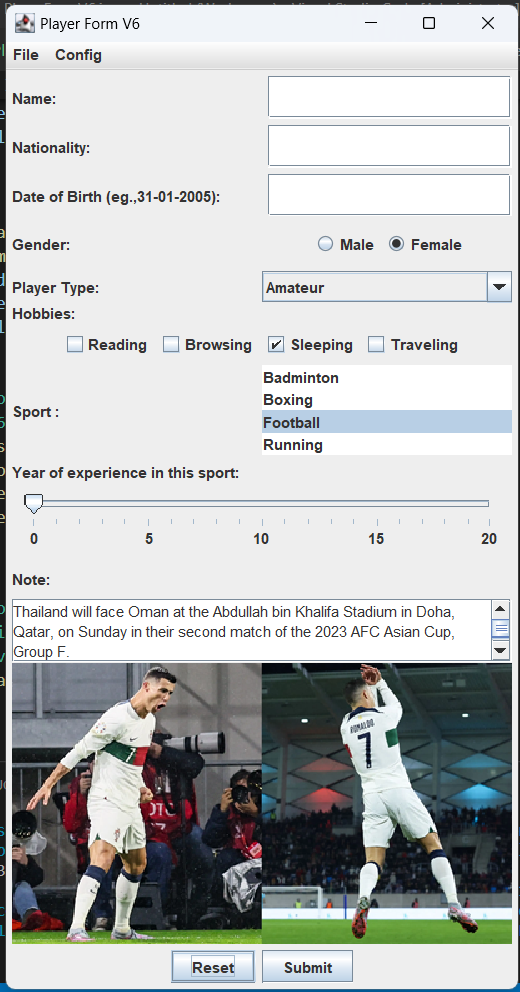 Player Form V6
File Config
Name:
Nationality:
Date of Birth (eg.,31-01-2005):
Gender: Male Female
Player Type: Amateur
Hobbies:
Reading Browsing Sleeping Traveling
Badminton
Boxing
Sport :
Football
Running
Year of experience in this sport:
0 5 10 15 20
Note:
Thailand will face Oman at the Abdullah bin Khalifa Stadium in Doha,
Qatar, on Sunday in their second match of the 2023 AFC Asian Cup,
Group F.
RONALDO
7
7
Reset Submit